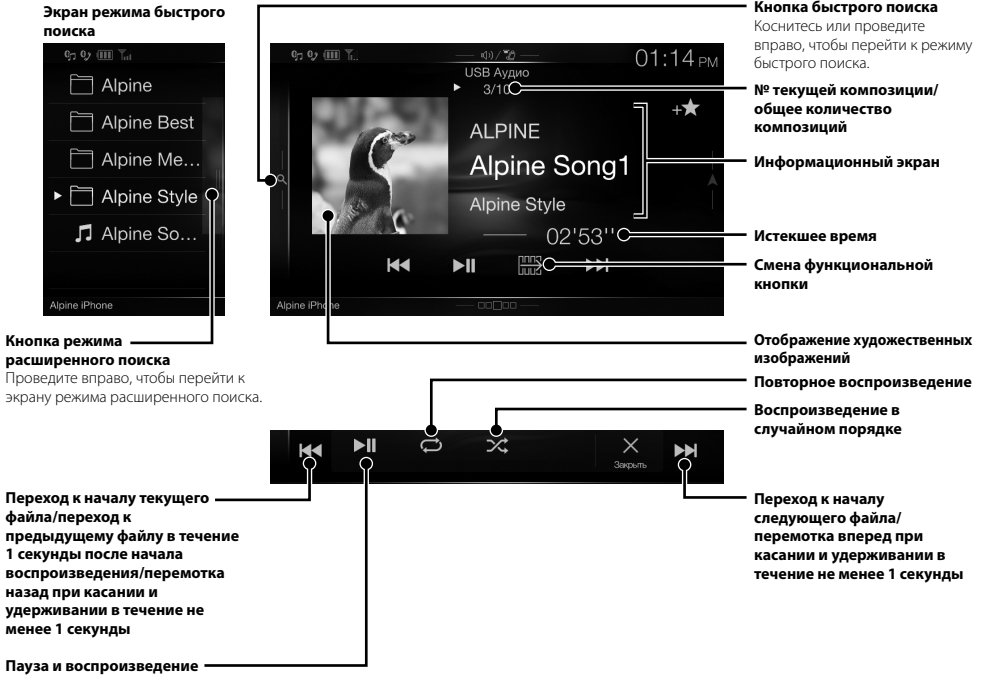 Экран режима быстрого
поиска
Alpine
Alpine Best
Alpine Me...
Alpine Style
Alpine So...
Alpine iPhone
Кнопка режима
расширенного поиска
Проведите вправо, чтобы перейти к
экрану режима расширенного поиска.
01:14 PM
USB Аудио
3/10
ALPINE
Alpine Song1
Alpine Style
02'53''
Alpine iPhone
Кнопка быстрого поиска
Коснитесь или проведите
вправо, чтобы перейти к режиму
быстрого поиска.
№ текущей композиции/
общее количество
композиций
Информационный экран
Истекшее время
Смена функциональной
кнопки
Отображение художественных
изображений
Повторное воспроизведение
Воспроизведение в
случайном порядке
Закрыть
Переход к началу текущего
файла/переход к
предыдущему файлу в течение
1 секунды после начала
воспроизведения/перемотка
назад при касании и
удерживании в течение не
менее 1 секунды
Пауза и воспроизведение
Переход к началу
следующего файла/
перемотка вперед при
касании и удерживании в
течение не менее 1 секунды